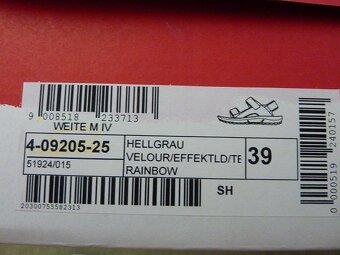 9 008518 233713
WEITE M IV
4-09205-25
51924/015
HELLGRAU
VELOUR/EFFEKTLD/TE
RAINBOW
39
SH
20300755582313
0 000519 240157